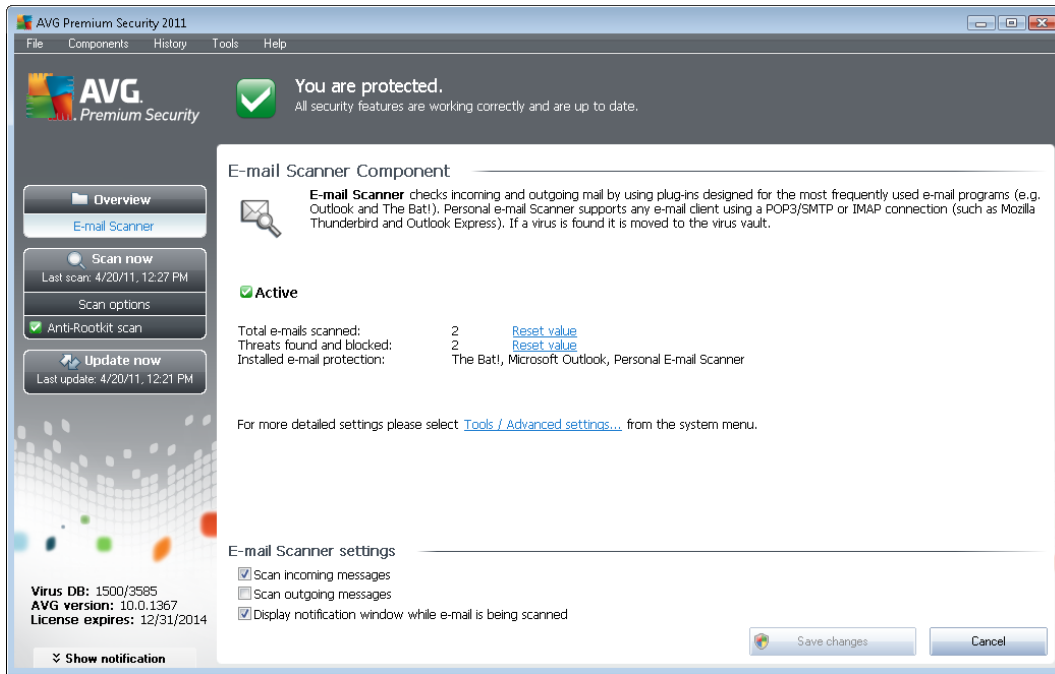 AVG Premium Security 2011
File Components History Tools Help
AVG.
Premium Security
You are protected.
All security features are working correctly and are up to date.
Overview
E-mail Scanner
Scan now
Last scan: 4/20/11, 12:27 PM
Scan options
Anti-Rootkit scan
Update now
Last update: 4/20/11, 12:21 PM
Virus DB: 1500/3585
AVG version: 10.0.1367
License expires: 12/31/2014
Show notification
E-mail Scanner Component
E-mail Scanner checks incoming and outgoing mail by using plug-ins designed for the most frequently used e-mail programs (e.g.
Outlook and The Bat!). Personal e-mail Scanner supports any e-mail client using a POP3/SMTP or IMAP connection (such as Mozilla
Thunderbird and Outlook Express). If a virus is found it is moved to the virus vault.
Active
Total e-mails scanned: 2 Reset value
Threats found and blocked: 2 Reset value
Installed e-mail protection: The Bat!, Microsoft Outlook, Personal E-mail Scanner
For more detailed settings please select Tools / Advanced settings... from the system menu.
E-mail Scanner settings
Scan incoming messages
Scan outgoing messages
Display notification window while e-mail is being scanned
Save changes Cancel